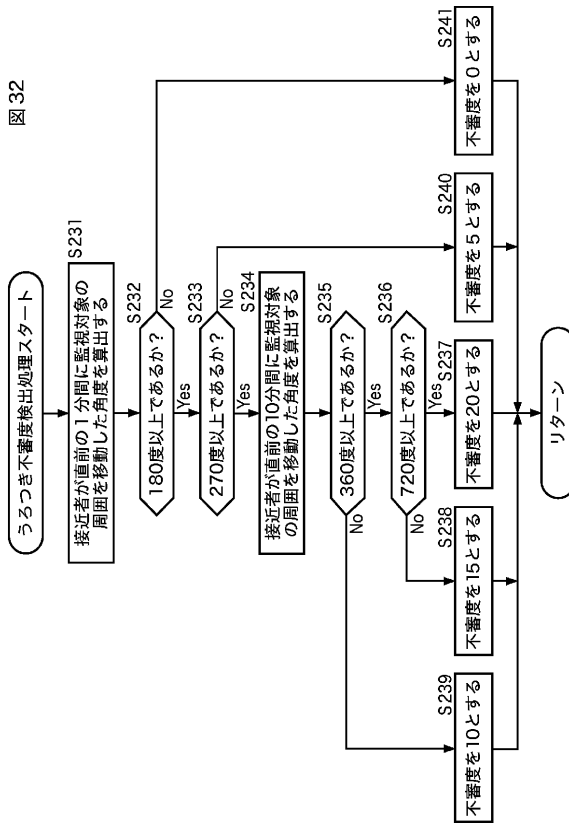 図32
うろつき不審度検出処理スタート
S231
接近者が直前の1分間に監視対象の
周囲を移動した角度を算出する
S232
180度以上であるか?
No
Yes
S233
270度以上であるか?
No
Yes
S234
接近者が直前の10分間に監視対象
の周囲を移動した角度を算出する
S235
360度以上であるか?
No
Yes
S236
720度以上であるか?
No
Yes
S239
不審度を10とする
S238
不審度を15とする
S237
不審度を20とする
S240
不審度を5とする
S241
不審度を0とする
リターン